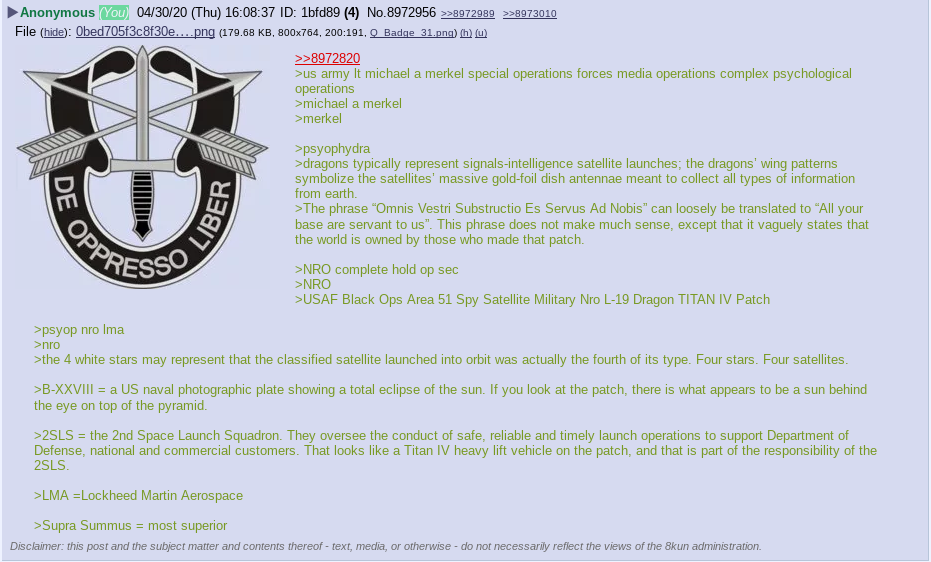 ▶Anonymous (You) 04/30/20 (Thu) 16:08:37 ID: 1bfd89 (4) No.8972956 >>8972989 >>8973010
File (hide): 0bed705f3c8f30e….png (179.68 KB, 800x764, 200:191, Q_Badge_31.png) (h) (u)
DE OPPRESSO LIBER
>>8972820
>us army lt michael a merkel special operations forces media operations complex psychological
operations
>michael a merkel
>merkel
>psyophydra
>dragons typically represent signals-intelligence satellite launches; the dragons’ wing patterns
symbolize the satellites’ massive gold-foil dish antennae meant to collect all types of information
from earth.
>The phrase “Omnis Vestri Substructio Es Servus Ad Nobis” can loosely be translated to “All your
base are servant to us”. This phrase does not make much sense, except that it vaguely states that
the world is owned by those who made that patch.
>NRO complete hold op sec
>NRO
>USAF Black Ops Area 51 Spy Satellite Military Nro L-19 Dragon TITAN IV Patch
>psyop nro lma
>nro
>the 4 white stars may represent that the classified satellite launched into orbit was actually the fourth of its type. Four stars. Four satellites.
>B-XXVIII = a US naval photographic plate showing a total eclipse of the sun. If you look at the patch, there is what appears to be a sun behind
the eye on top of the pyramid.
>2SLS = the 2nd Space Launch Squadron. They oversee the conduct of safe, reliable and timely launch operations to support Department of
Defense, national and commercial customers. That looks like a Titan IV heavy lift vehicle on the patch, and that is part of the responsibility of the
2SLS.
>LMA =Lockheed Martin Aerospace
>Supra Summus = most superior
Disclaimer: this post and the subject matter and contents thereof - text, media, or otherwise - do not necessarily reflect the views of the 8kun administration.